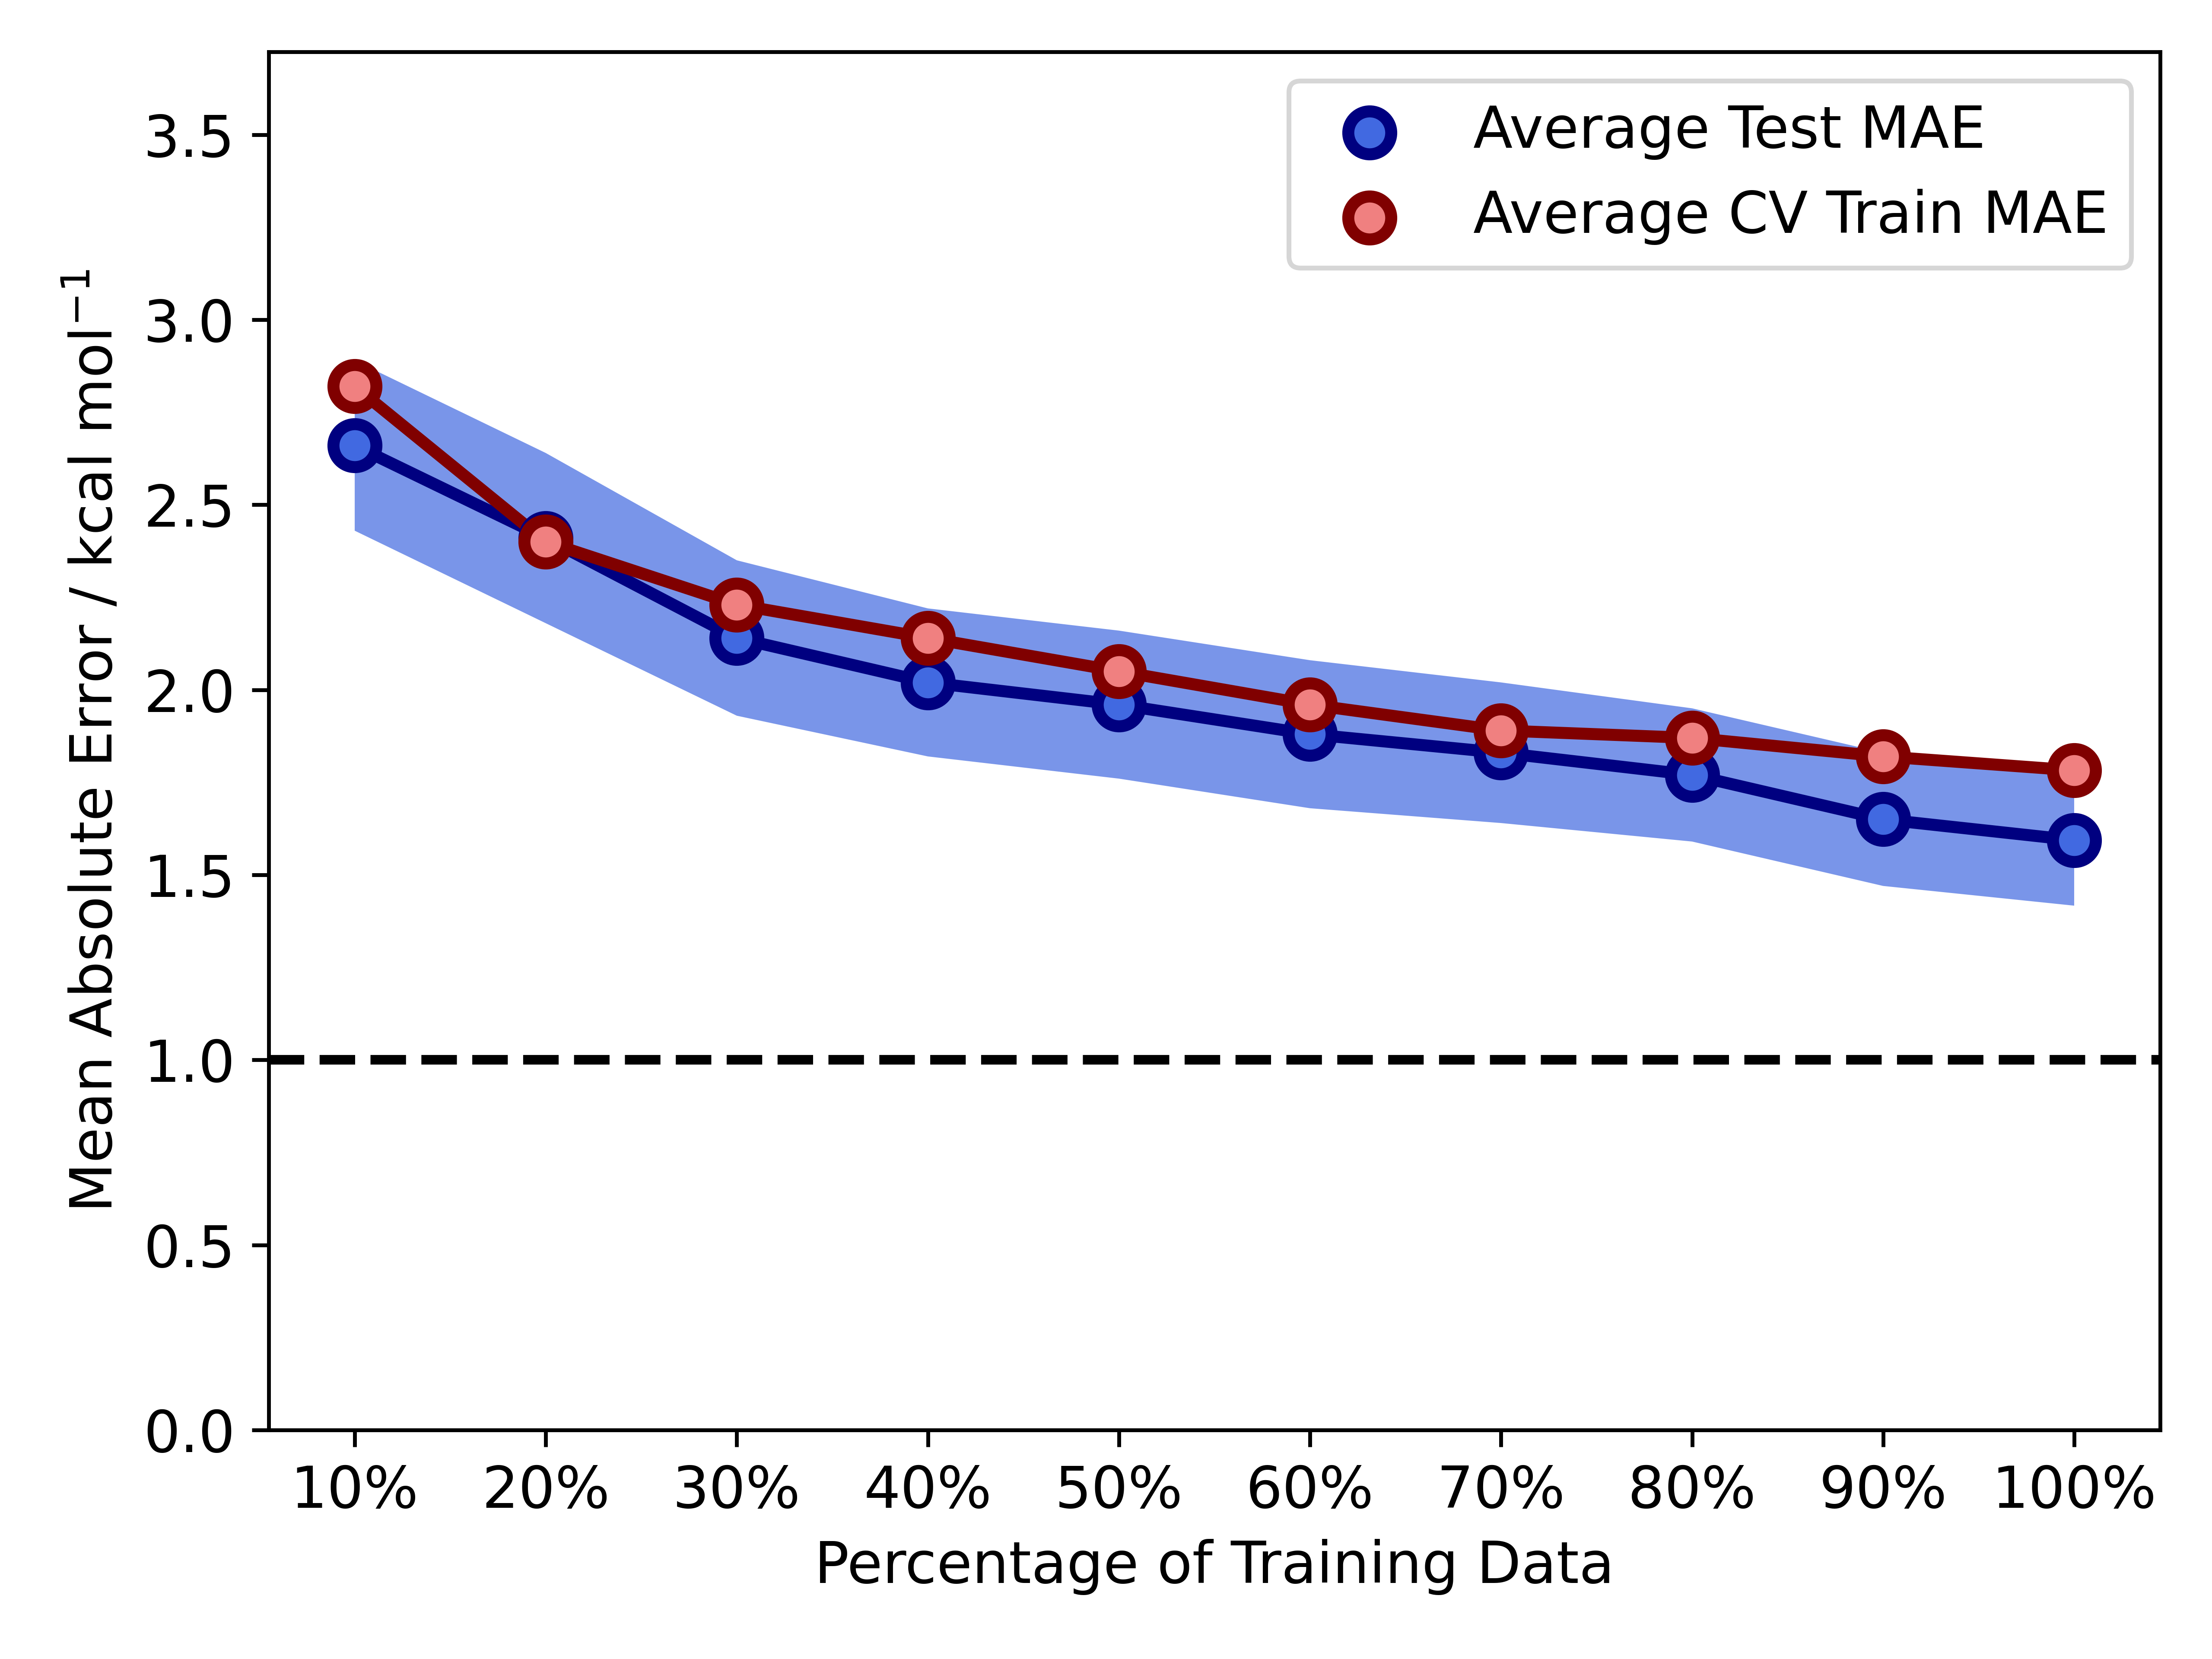 Average Test MAE
Average CV Train MAE
Mean Absolute Error / kcal mol⁻¹
3.5
3.0
2.5
2.0
1.5
1.0
0.5
0.0
10% 20% 30% 40% 50% 60% 70% 80% 90% 100%
Percentage of Training Data